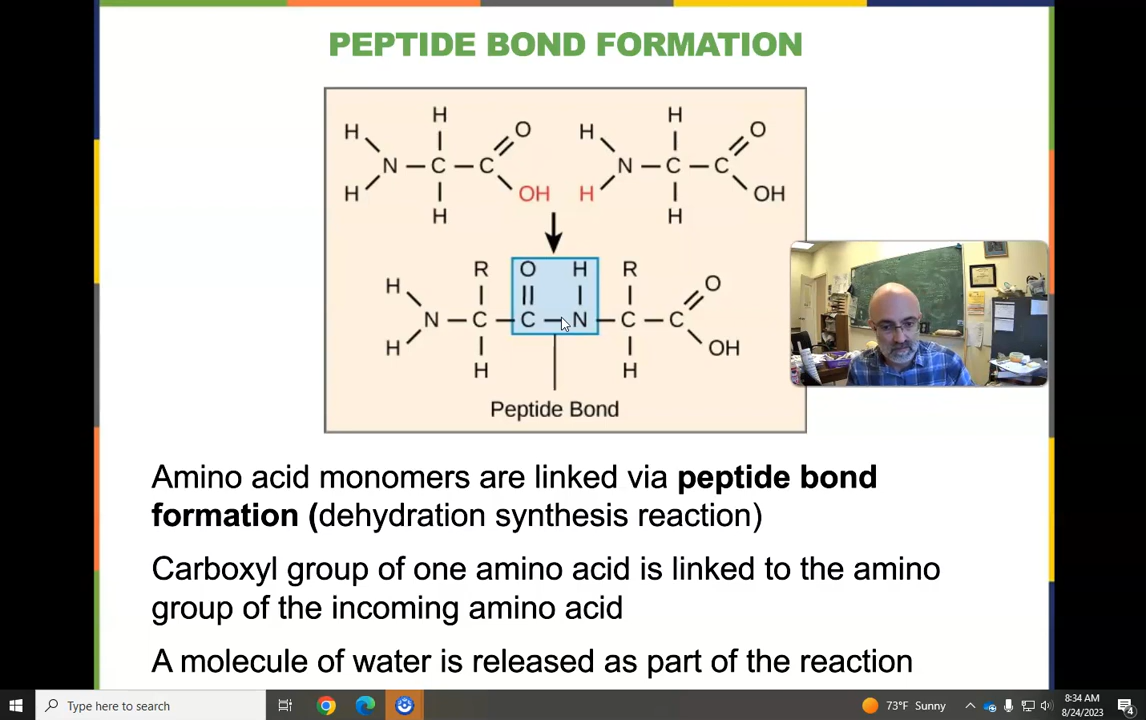 PEPTIDE BOND FORMATION
H H O H H O
N C C N C C
H H OH H H OH
R O H R
H O
N C C N C C
H H H OH
Peptide Bond
Amino acid monomers are linked via peptide bond
formation (dehydration synthesis reaction)
Carboxyl group of one amino acid is linked to the amino
group of the incoming amino acid
A molecule of water is released as part of the reaction
Type here to search
73°F Sunny
8:34 AM
8/24/2023
4